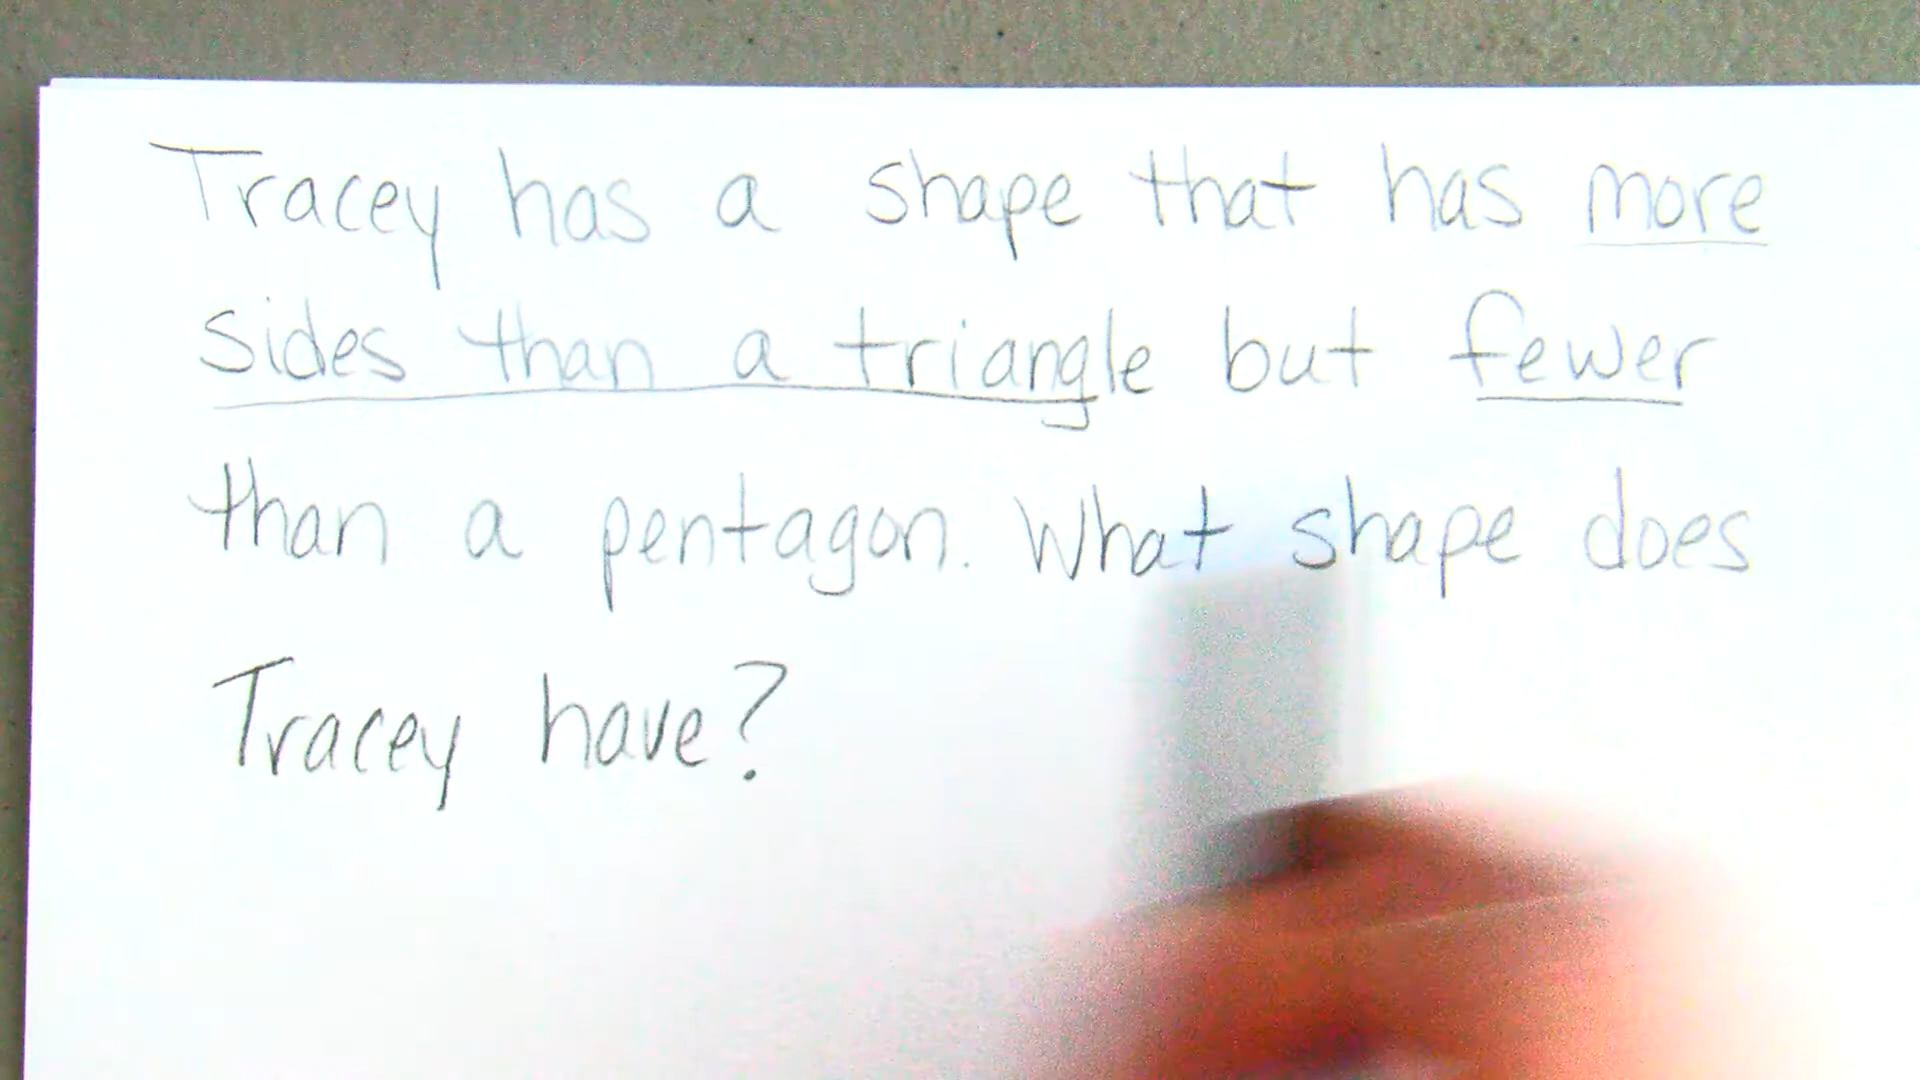 Tracey has a shape that has more
sides than a triangle but fewer
than a pentagon. What shape does
Tracey have?